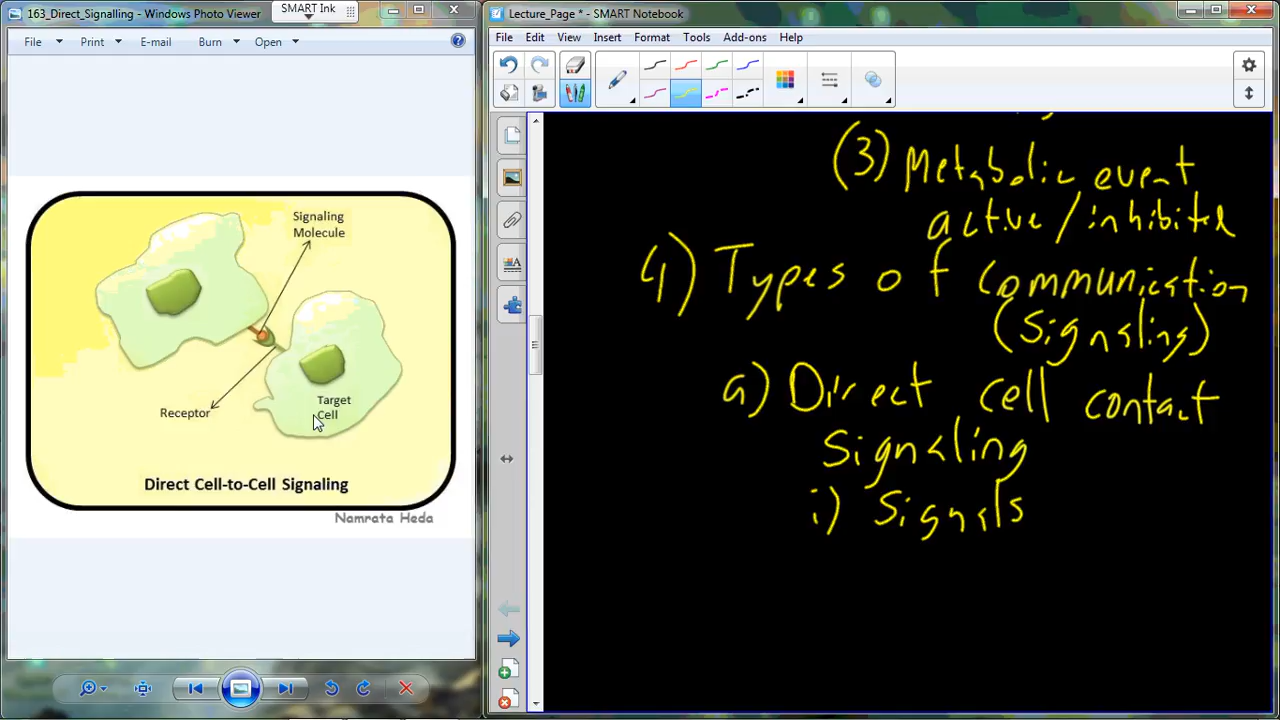 163_Direct_Signalling - Windows Photo Viewer
SMART Ink
File Print E-mail Burn Open
Signaling
Molecule
Receptor
Target
Cell
Direct Cell-to-Cell Signaling
Namrata Heda
Lecture_Page * - SMART Notebook
File Edit View Insert Format Tools Add-ons Help
(3) Metabolic event
active/inhibited
4) Types of communication
(signaling)
a) Direct cell contact
signaling
i) Signals